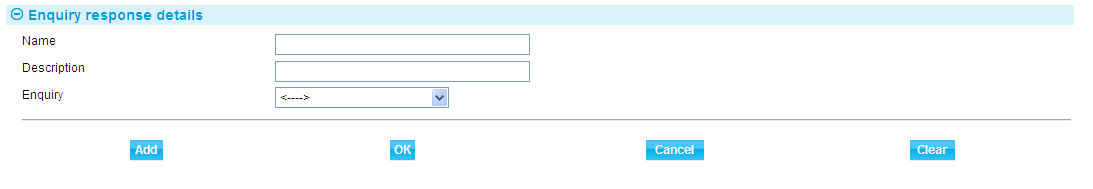 Enquiry response details
Name
Description
Enquiry
<---->
Add OK Cancel Clear